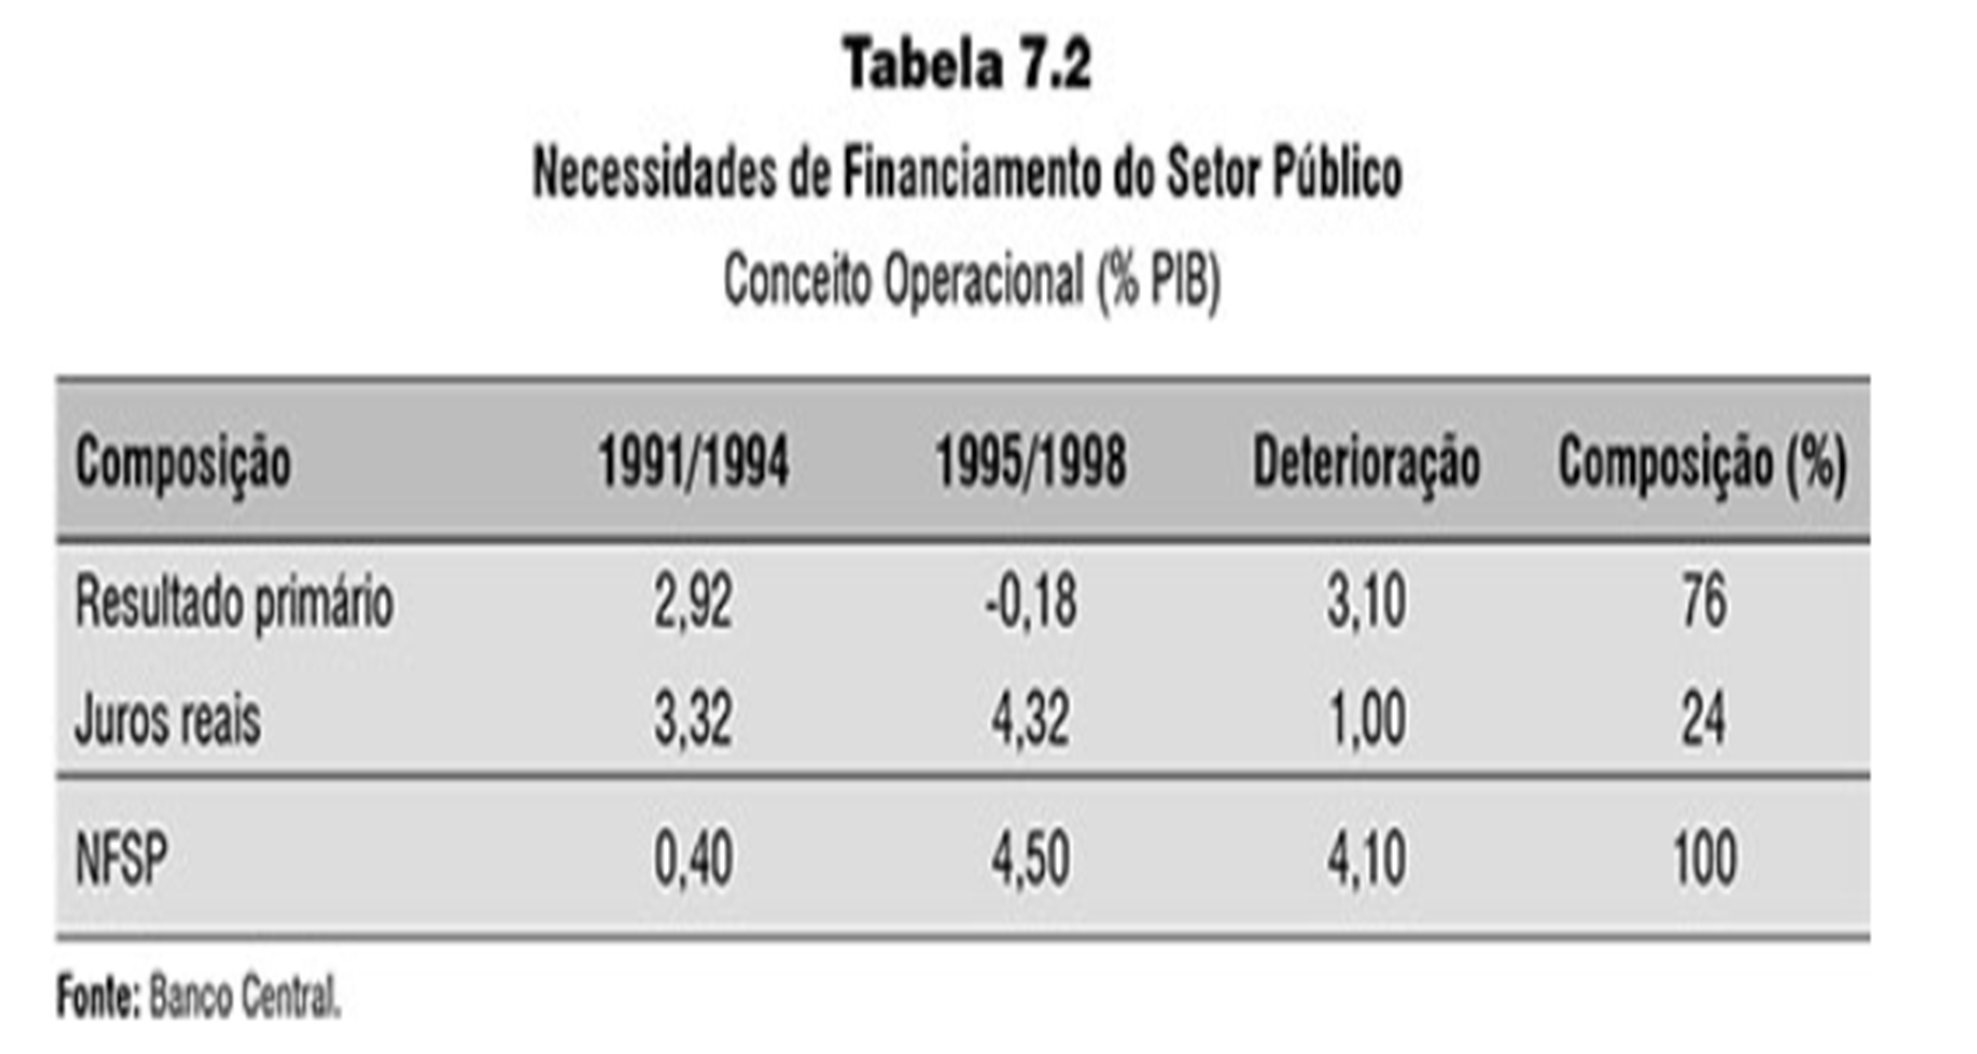 Tabela 7.2
Necessidades de Financiamento do Setor Público
Conceito Operacional (% PIB)
Composição 1991/1994 1995/1998 Deterioração Composição (%)
Resultado primário 2,92 -0,18 3,10 76
Juros reais 3,32 4,32 1,00 24
NFSP 0,40 4,50 4,10 100
Fonte: Banco Central.